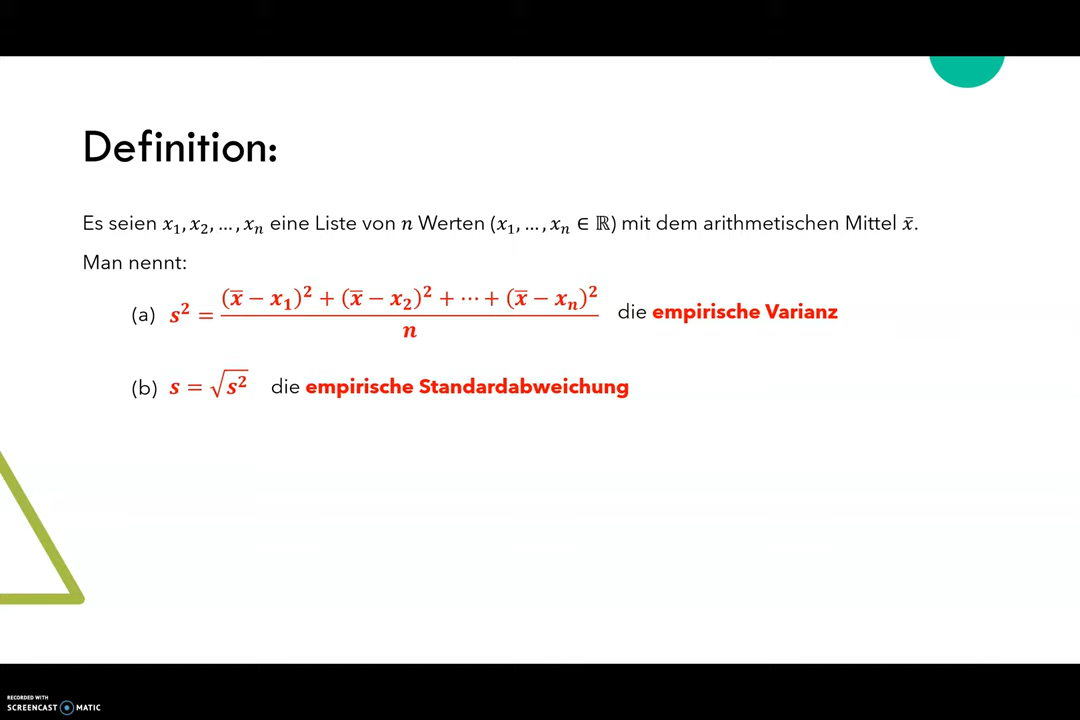 Definition:
Es seien x₁, x₂, …, xₙ eine Liste von n Werten (x₁, …, xₙ ∈ ℝ) mit dem arithmetischen Mittel x̄.
Man nennt:
(a) s² = ((x̄ − x₁)² + (x̄ − x₂)² + ⋯ + (x̄ − xₙ)²) / n die empirische Varianz
(b) s = √s² die empirische Standardabweichung
RECORDED WITH
SCREENCAST MATIC